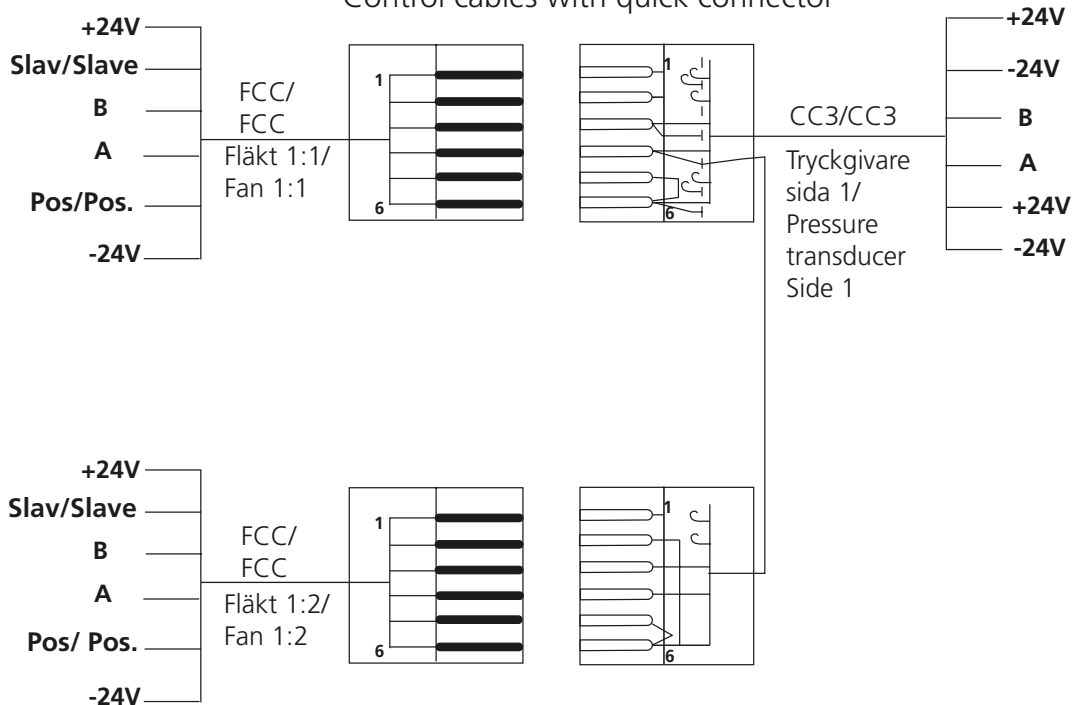 Control cables with quick connector
+24V
Slav/Slave
B
A
Pos/Pos.
-24V
FCC/
FCC
Fläkt 1:1/
Fan 1:1
1
6
1
6
CC3/CC3
Tryckgivare
sida 1/
Pressure
transducer
Side 1
+24V
-24V
B
A
+24V
-24V
+24V
Slav/Slave
B
A
Pos/ Pos.
-24V
FCC/
FCC
Fläkt 1:2/
Fan 1:2
1
6
1
6